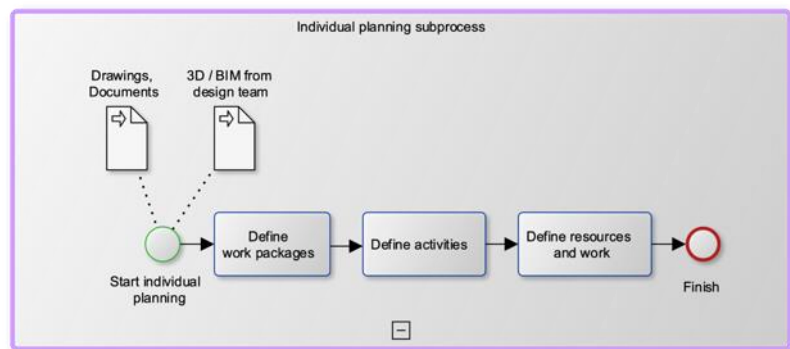 Individual planning subprocess
Drawings,
Documents
3D / BIM from
design team
Define
work packages
Define activities
Define resources
and work
Start individual
planning
Finish